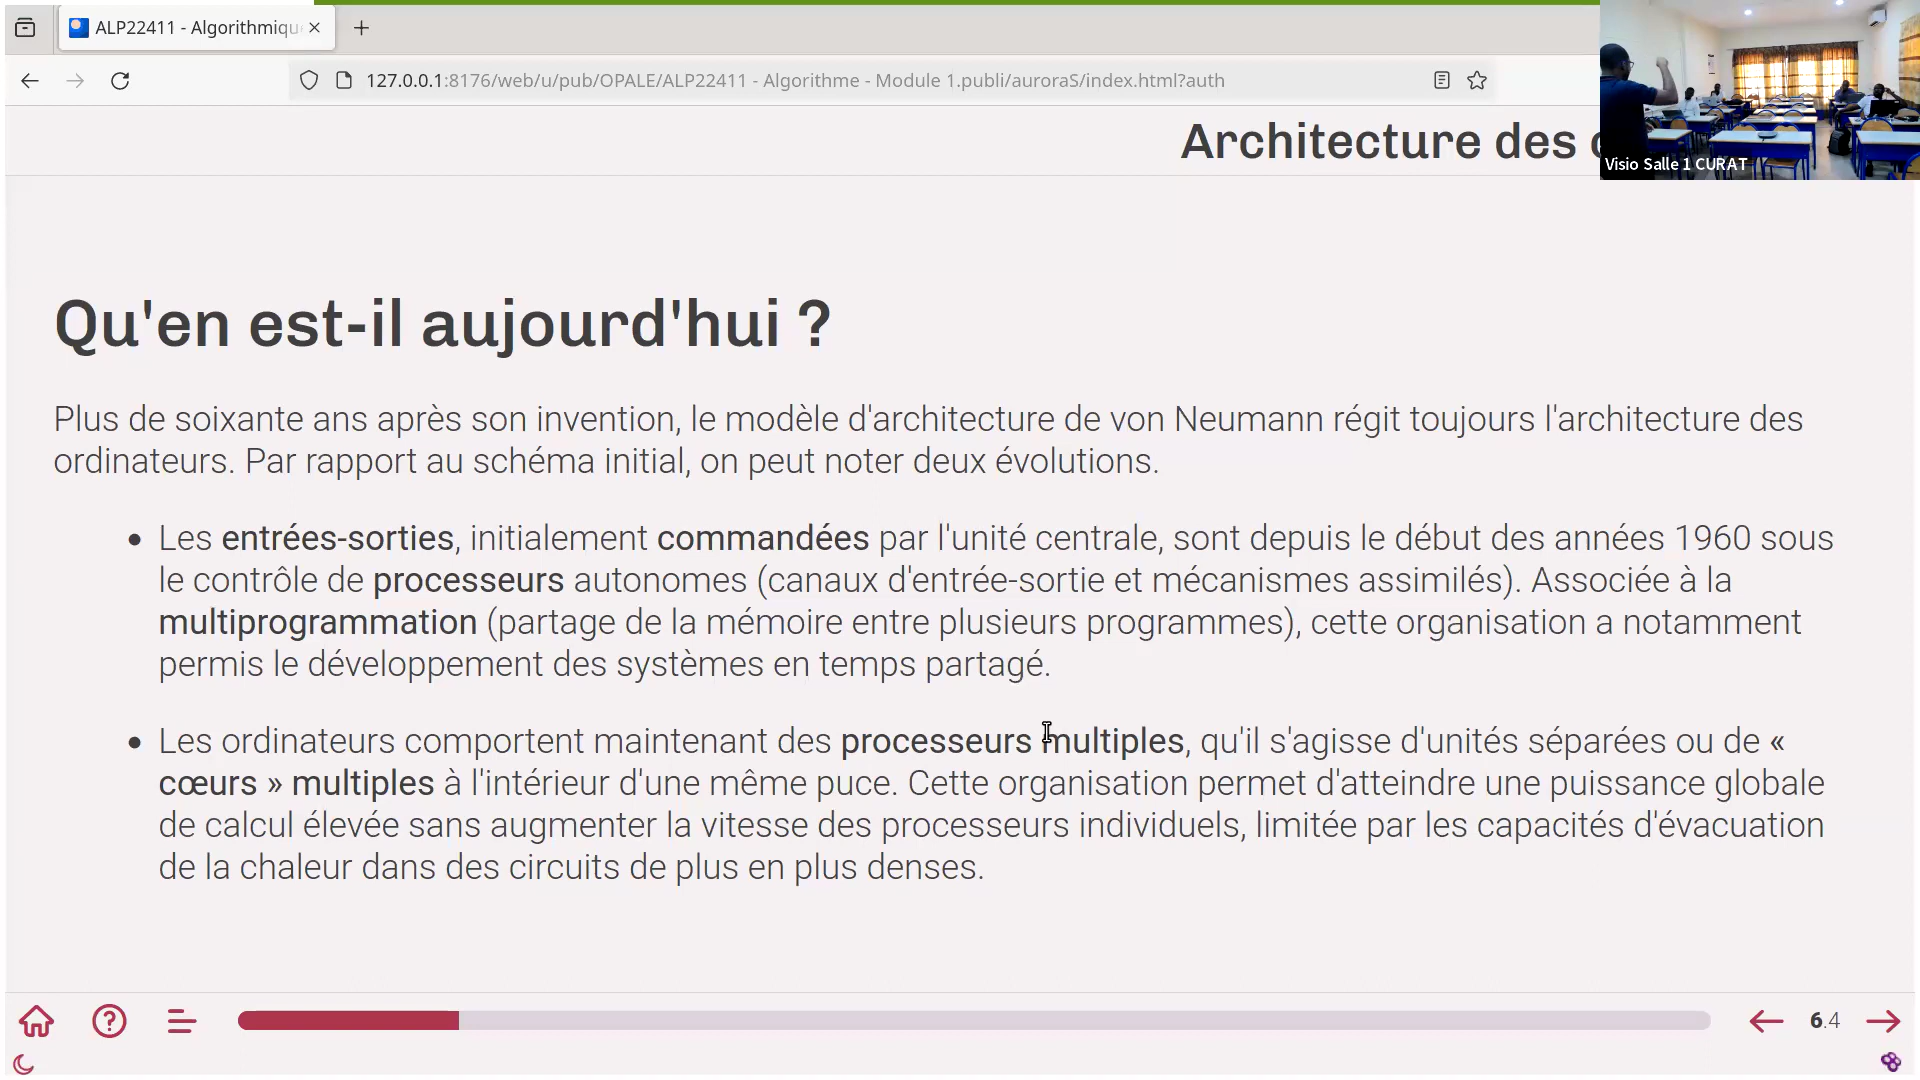 ALP22411 - Algorithmiqu
127.0.0.1:8176/web/u/pub/OPALE/ALP22411 - Algorithme - Module 1.publi/auroraS/index.html?auth
Architecture des
Visio Salle 1 CURAT
Qu'en est-il aujourd'hui ?
Plus de soixante ans après son invention, le modèle d'architecture de von Neumann régit toujours l'architecture des
ordinateurs. Par rapport au schéma initial, on peut noter deux évolutions.
• Les entrées-sorties, initialement commandées par l'unité centrale, sont depuis le début des années 1960 sous
le contrôle de processeurs autonomes (canaux d'entrée-sortie et mécanismes assimilés). Associée à la
multiprogrammation (partage de la mémoire entre plusieurs programmes), cette organisation a notamment
permis le développement des systèmes en temps partagé.
• Les ordinateurs comportent maintenant des processeurs multiples, qu'il s'agisse d'unités séparées ou de «
cœurs » multiples à l'intérieur d'une même puce. Cette organisation permet d'atteindre une puissance globale
de calcul élevée sans augmenter la vitesse des processeurs individuels, limitée par les capacités d'évacuation
de la chaleur dans des circuits de plus en plus denses.
6.4